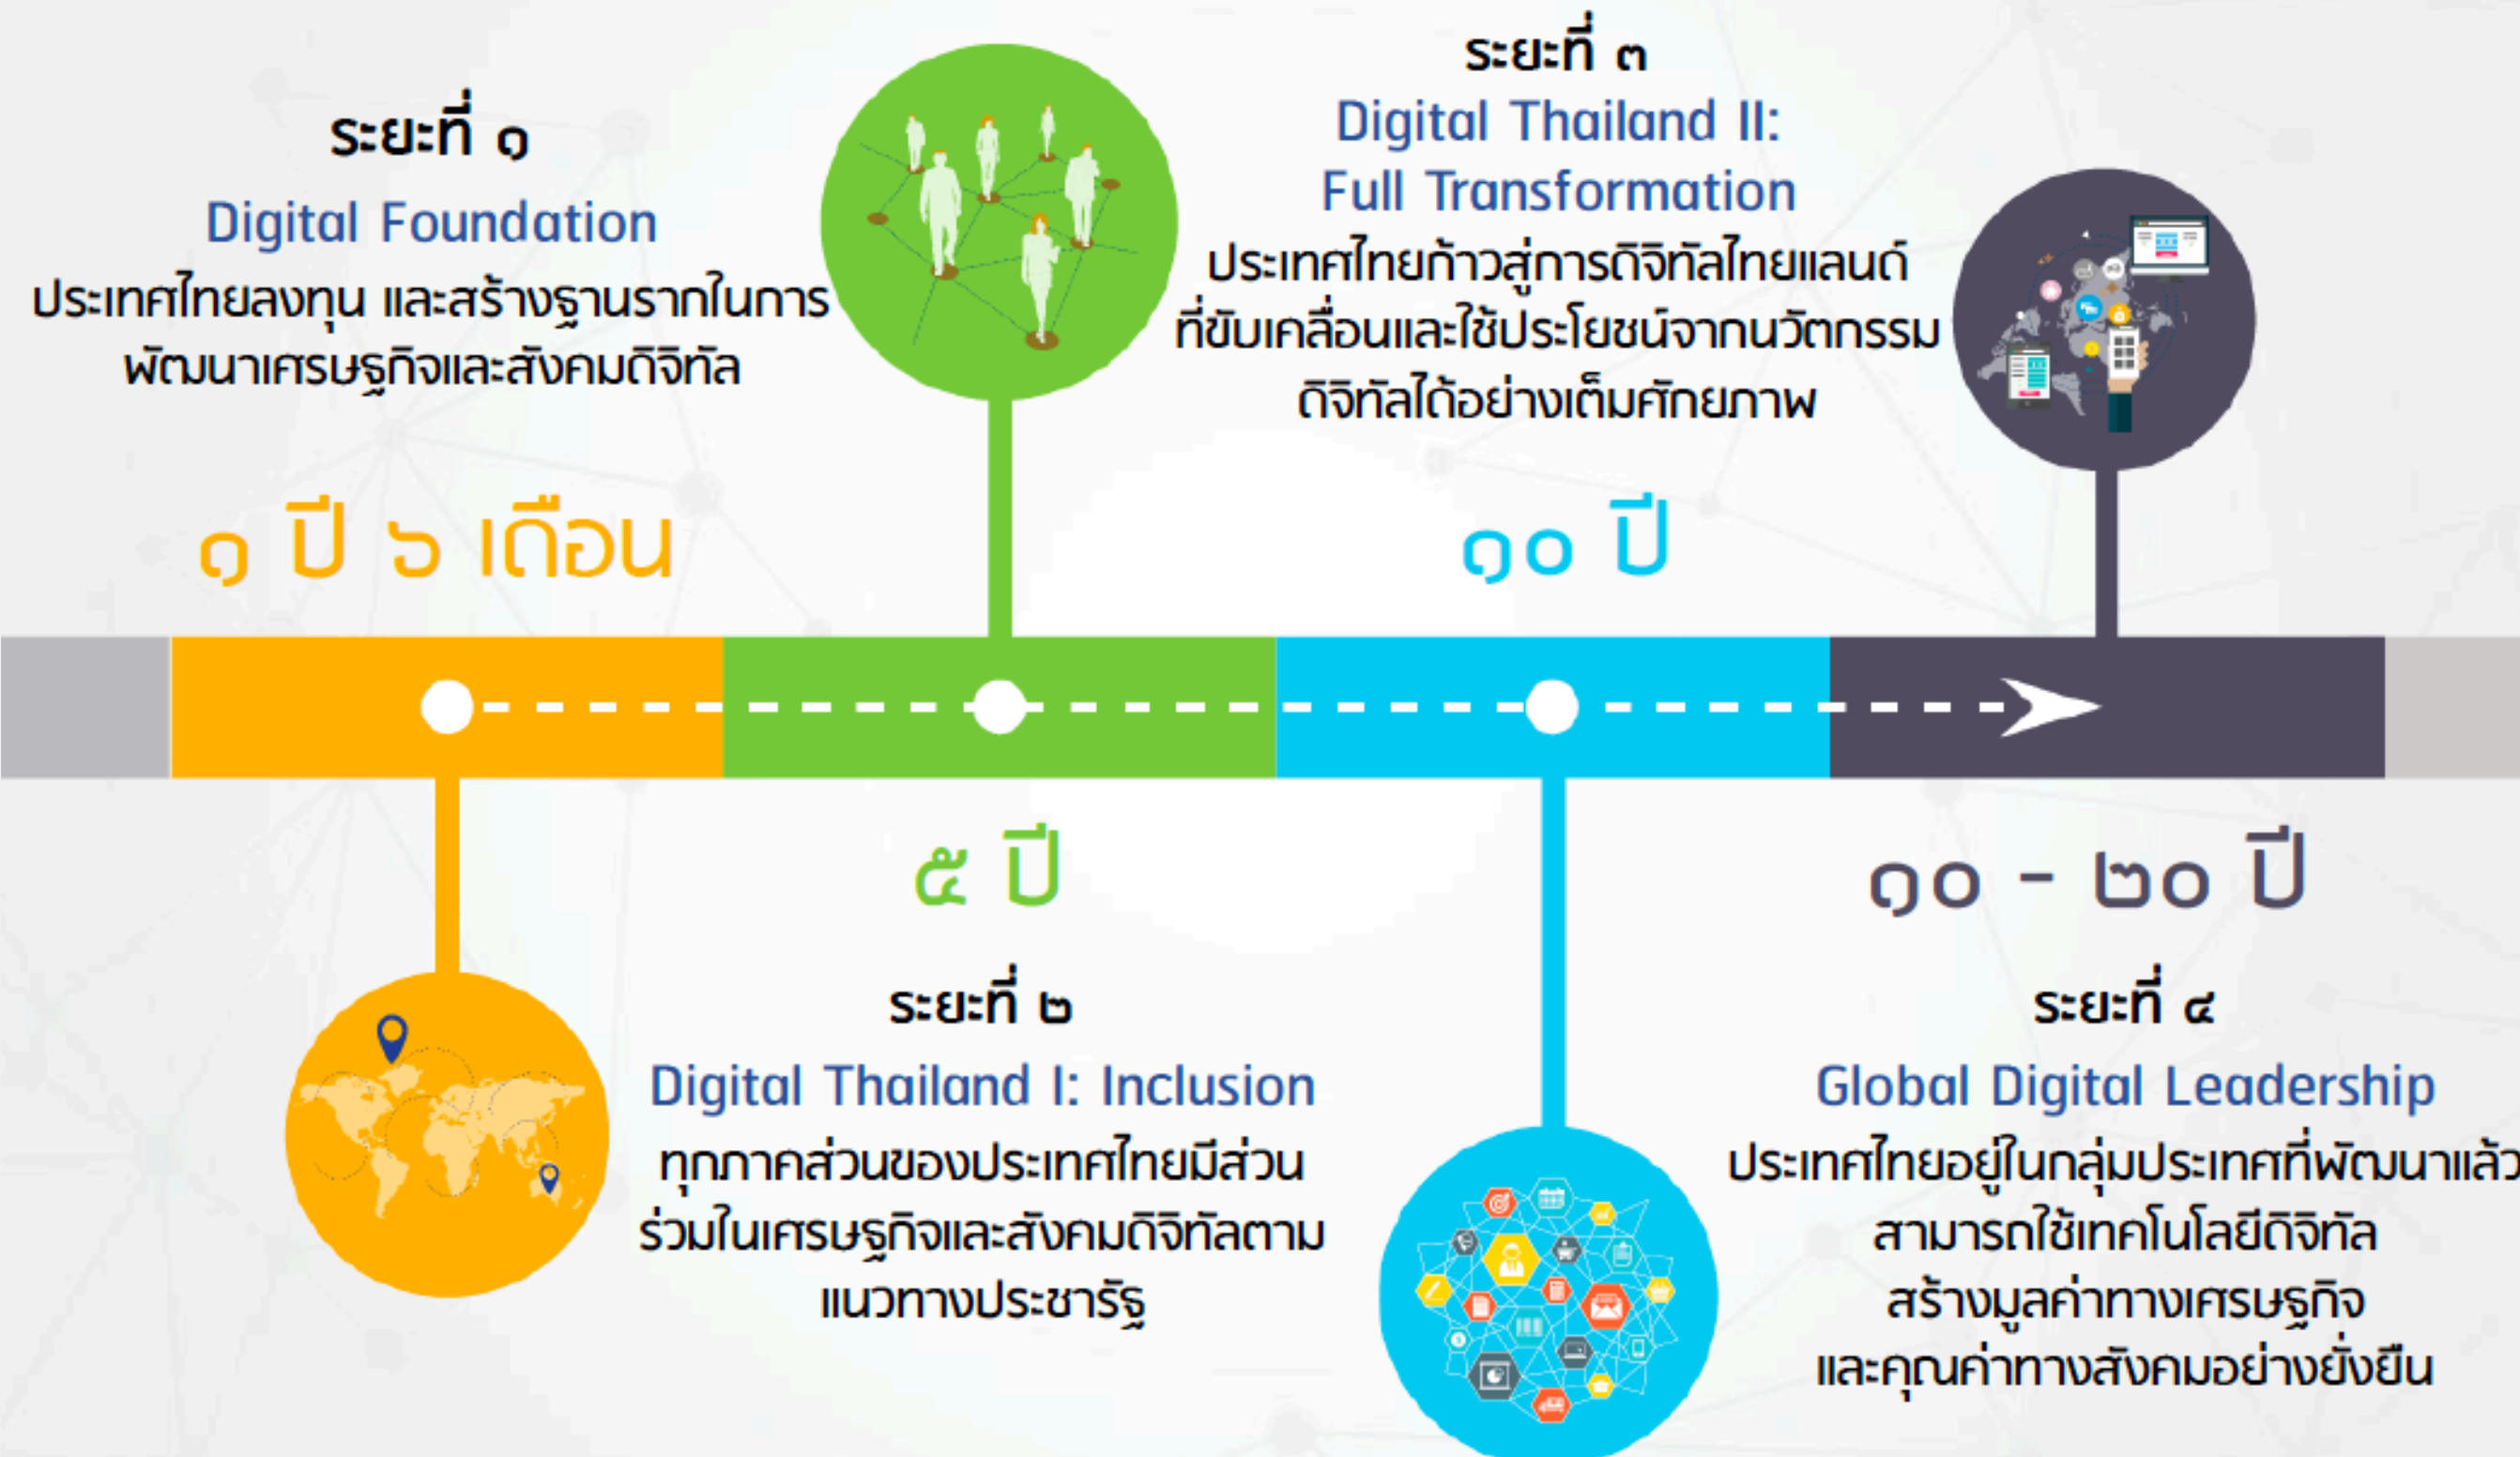 ระยะที่ ๑
Digital Foundation
ประเทศไทยลงทุน และสร้างฐานรากในการ
พัฒนาเศรษฐกิจและสังคมดิจิทัล
๑ ปี ๖ เดือน
๕ ปี
ระยะที่ ๒
Digital Thailand I: Inclusion
ทุกภาคส่วนของประเทศไทยมีส่วน
ร่วมในเศรษฐกิจและสังคมดิจิทัลตาม
แนวทางประชารัฐ
ระยะที่ ๓
Digital Thailand II:
Full Transformation
ประเทศไทยก้าวสู่การดิจิทัลไทยแลนด์
ที่ขับเคลื่อนและใช้ประโยชน์จากนวัตกรรม
ดิจิทัลได้อย่างเต็มศักยภาพ
๑๐ ปี
๑๐ - ๒๐ ปี
ระยะที่ ๔
Global Digital Leadership
ประเทศไทยอยู่ในกลุ่มประเทศที่พัฒนาแล้ว
สามารถใช้เทคโนโลยีดิจิทัล
สร้างมูลค่าทางเศรษฐกิจ
และคุณค่าทางสังคมอย่างยั่งยืน